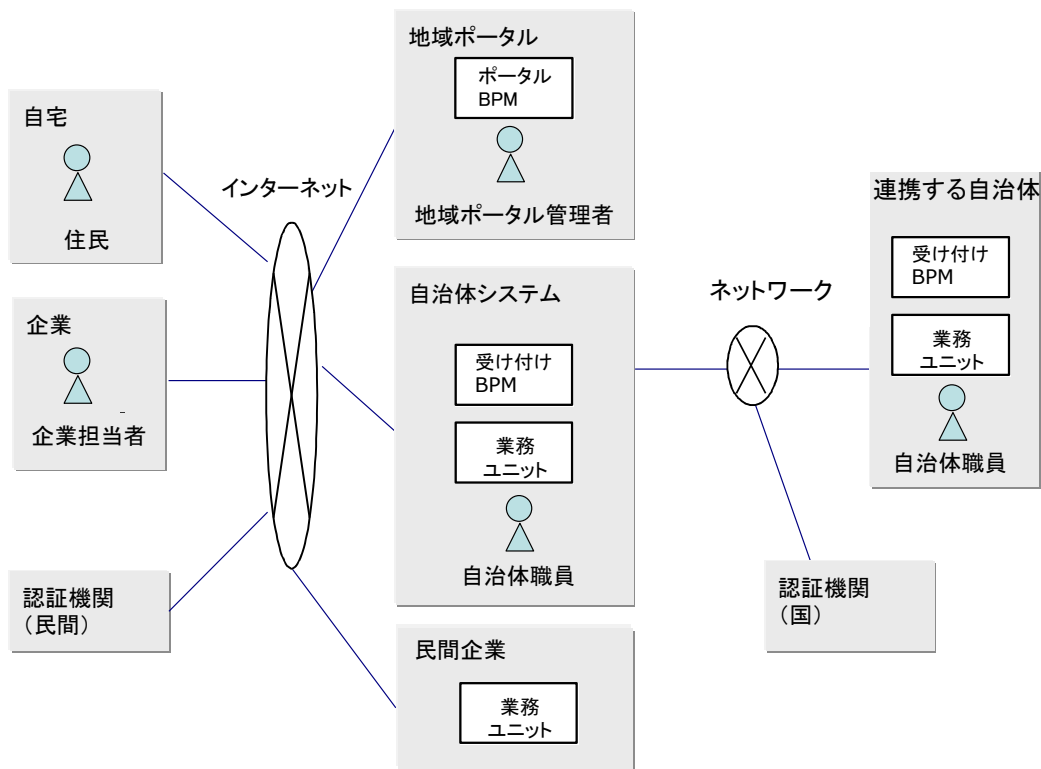 自宅
住民
企業
企業担当者
認証機関
（民間）
インターネット
地域ポータル
ポータル
BPM
地域ポータル管理者
自治体システム
受け付け
BPM
業務
ユニット
自治体職員
民間企業
業務
ユニット
ネットワーク
連携する自治体
受け付け
BPM
業務
ユニット
自治体職員
認証機関
（国）